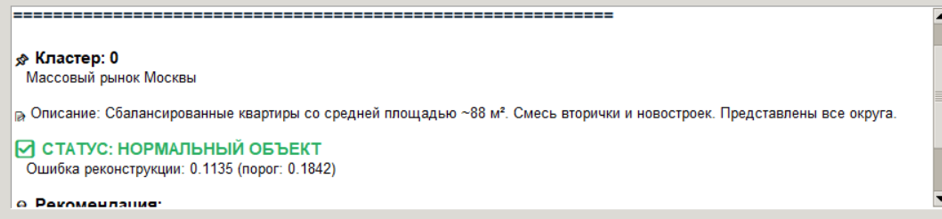 ============================================================
Кластер: 0
Массовый рынок Москвы
Описание: Сбалансированные квартиры со средней площадью ~88 м². Смесь вторички и новостроек. Представлены все округа.
СТАТУС: НОРМАЛЬНЫЙ ОБЪЕКТ
Ошибка реконструкции: 0.1135 (порог: 0.1842)
Рекомендация: